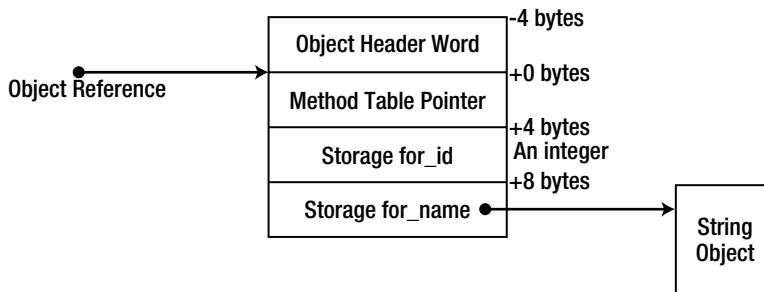 -4 bytes
Object Header Word
+0 bytes
Object Reference
Method Table Pointer
+4 bytes
Storage for_id
An integer
+8 bytes
Storage for_name
String
Object